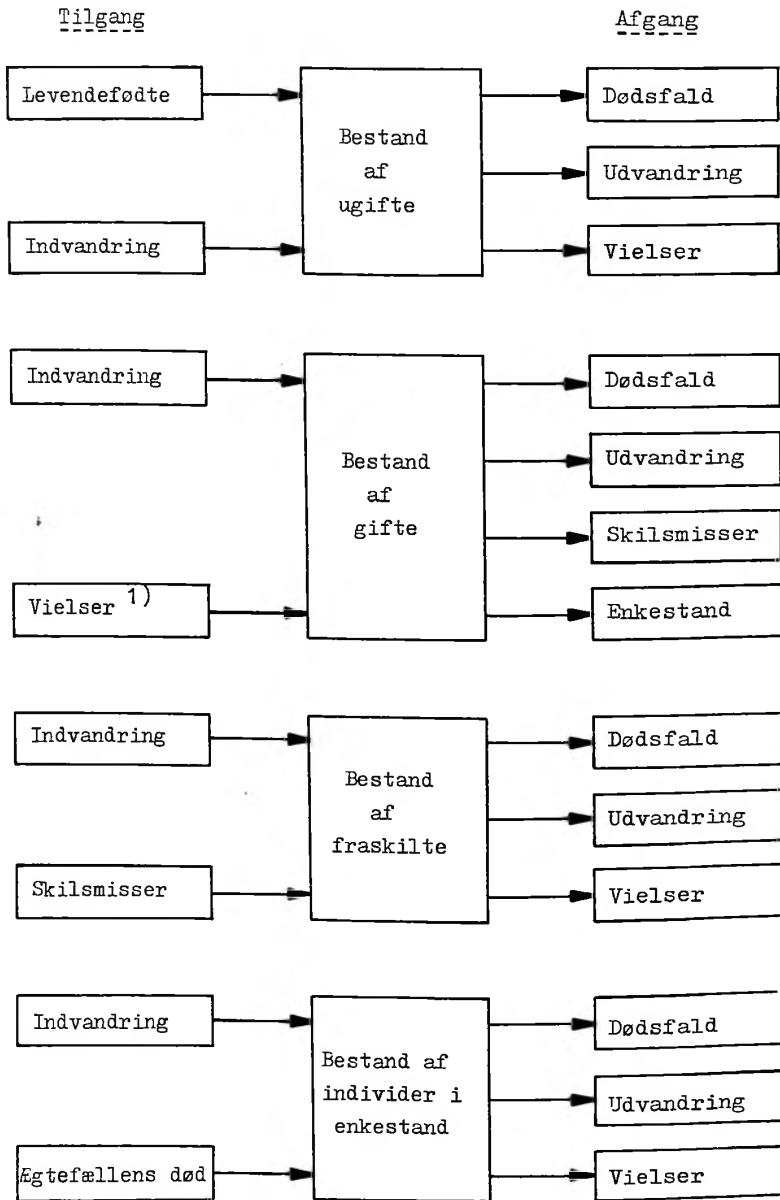 Tilgang
Afgang
Levendefødte
Bestand
af
ugifte
Dødsfald
Udvandring
Indvandring
Vielser
Indvandring
Bestand
af
gifte
Dødsfald
Udvandring
Skilsmisser
Vielser 1)
Enkestand
Indvandring
Bestand
af
fraskilte
Dødsfald
Udvandring
Skilsmisser
Vielser
Indvandring
Bestand af
individer i
enkestand
Dødsfald
Udvandring
Ægtefællens død
Vielser